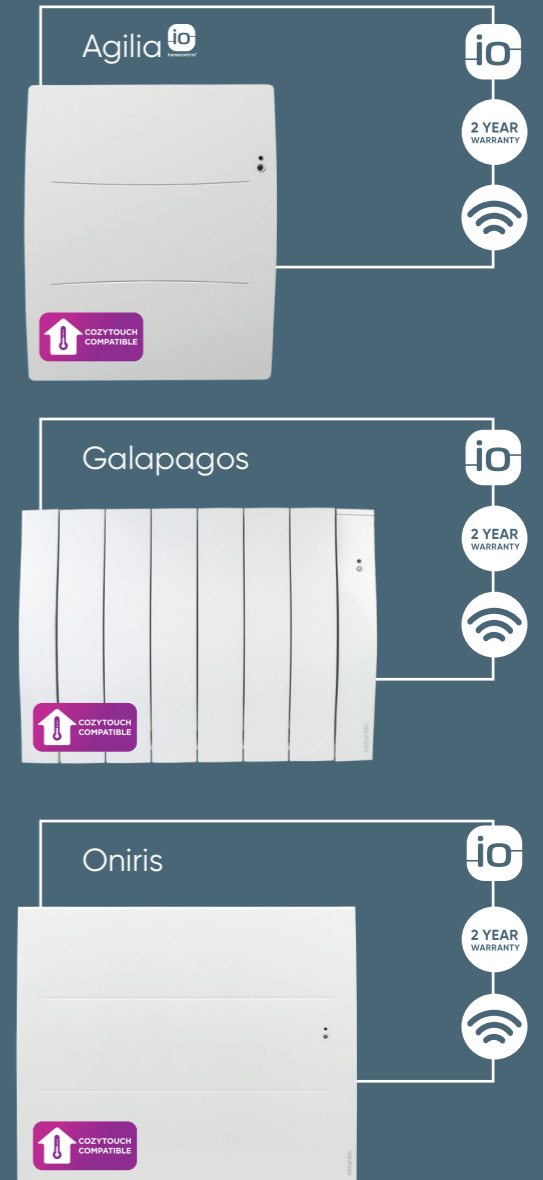 Agilia io
homecontrol
io
2 YEAR
WARRANTY
COZYTOUCH
COMPATIBLE
Galapagos
io
2 YEAR
WARRANTY
COZYTOUCH
COMPATIBLE
Oniris
io
2 YEAR
WARRANTY
COZYTOUCH
COMPATIBLE